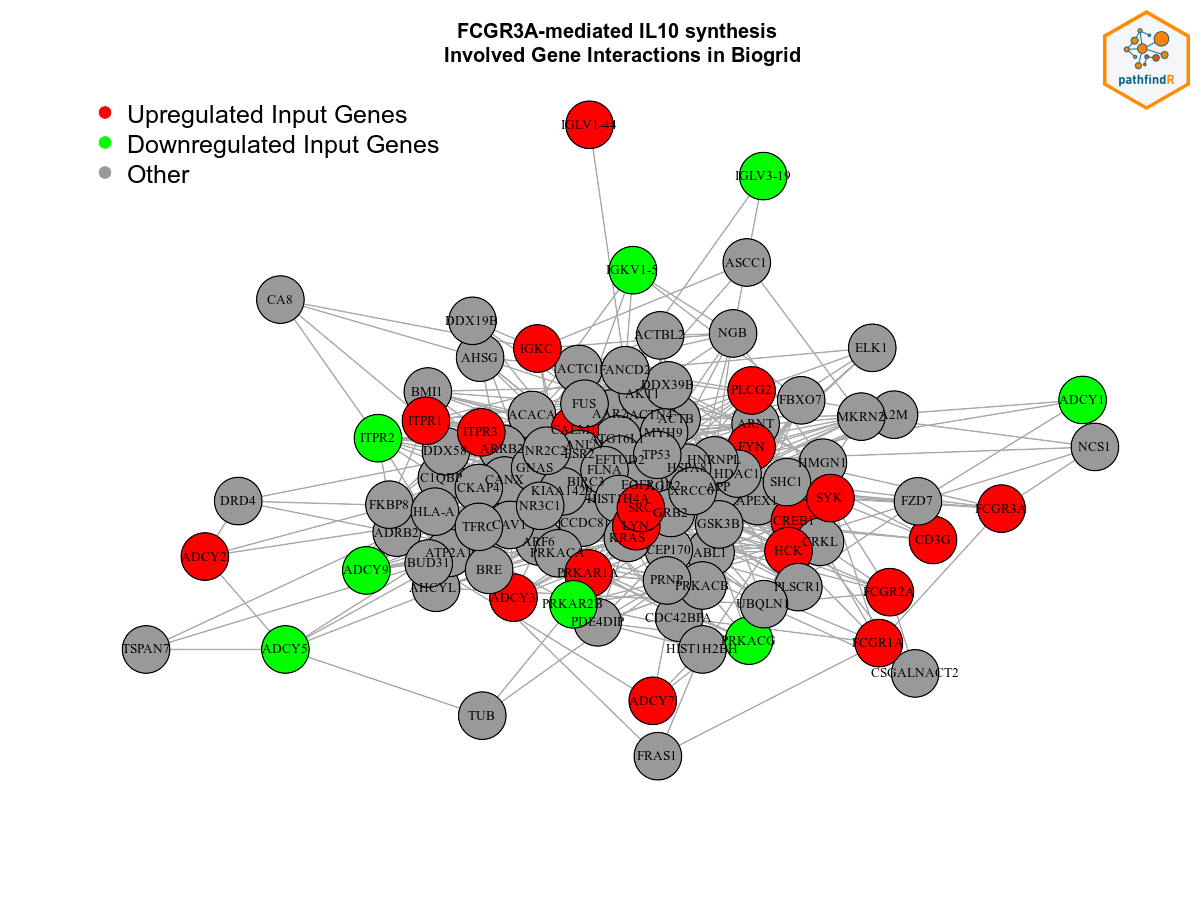 FCGR3A-mediated IL10 synthesis
Involved Gene Interactions in Biogrid
pathfindR
Upregulated Input Genes
Downregulated Input Genes
Other
IGLV1-44
IGLV3-19
ASCC1
IGKV1-5
CA8
DDX19B
ACTBL2
NGB
ELK1
IGKC
AHSG
ACTC1
FANCD2
DDX39B
BMI1
AKT1
PLCG2
FBXO7
ADCY1
FUS
ACACA
AAR2
ACTN4
ACTB
ARNT
MKRN2
A2M
ITPR1
ITPR3
CALM1
MYH9
ITPR2
ATG16L1
FYN
NCS1
DDX58
ARRB2
NR2C2
ESR2
EFTUD2
TP53
HNRNPL
HMGN1
GNAS
FLNA
HSPA8
HDAC1
C1QBP
CANX
CKAP4
BIRC3
EGFR
APP
SHC1
KIAA1429
HIST1H4A
XRCC6
APEX1
SYK
DRD4
FKBP8
HLA-A
NR3C1
SRC
GRB2
FZD7
FCGR3A
ADRB2
TFRC
CAV1
CCDC8
LYN
GSK3B
CREB1
ARF6
KRAS
CRKL
CD3G
ADCY2
ATP2A1
PRKACA
CEP170
ABL1
HCK
BUD31
BRE
ADCY9
PRKAR1A
PRNP
PRKACB
PLSCR1
AHCYL
ADCY3
PRKAR2B
UBQLN1
FCGR2A
PDE4DIP
CDC42BPA
TSPAN7
ADCY5
HIST1H2BH
PRKACG
FCGR1A
CSGALNACT2
ADCY7
TUB
FRAS1